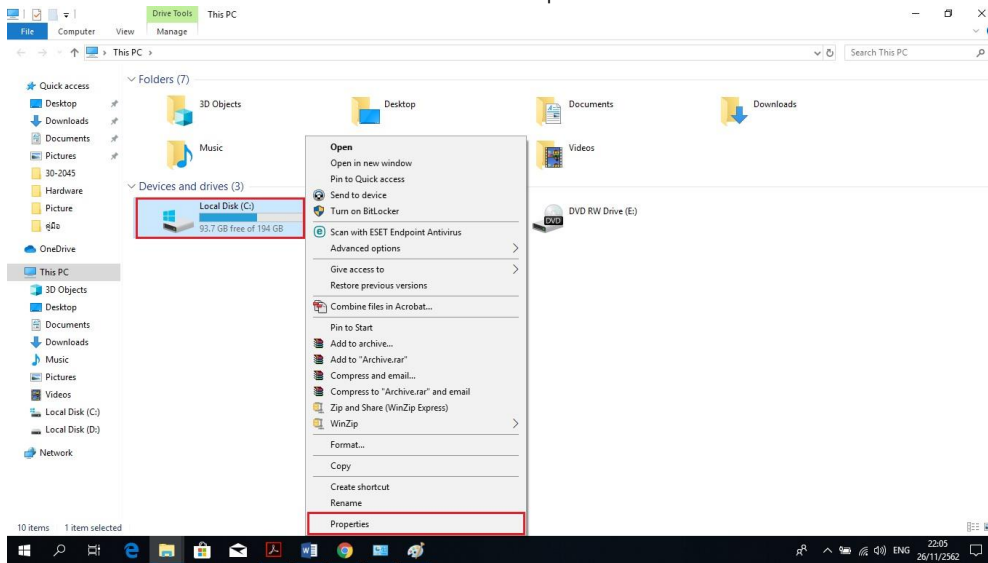 Drive Tools This PC
File Computer View Manage
This PC
Search This PC
Quick access
Desktop
Downloads
Documents
Pictures
30-2045
Hardware
Picture
คู่มือ
OneDrive
This PC
3D Objects
Desktop
Documents
Downloads
Music
Pictures
Videos
Local Disk (C:)
Local Disk (D:)
Network
Folders (7)
3D Objects
Desktop
Documents
Downloads
Music
Videos
Devices and drives (3)
Local Disk (C:)
93.7 GB free of 194 GB
DVD RW Drive (E:)
DVD
Open
Open in new window
Pin to Quick access
Send to device
Turn on BitLocker
Scan with ESET Endpoint Antivirus
Advanced options
Give access to
Restore previous versions
Combine files in Acrobat...
Pin to Start
Add to archive...
Add to "Archive.rar"
Compress and email...
Compress to "Archive.rar" and email
Zip and Share (WinZip Express)
WinZip
Format...
Copy
Create shortcut
Rename
Properties
10 items 1 item selected
ENG
22:05
26/11/2562